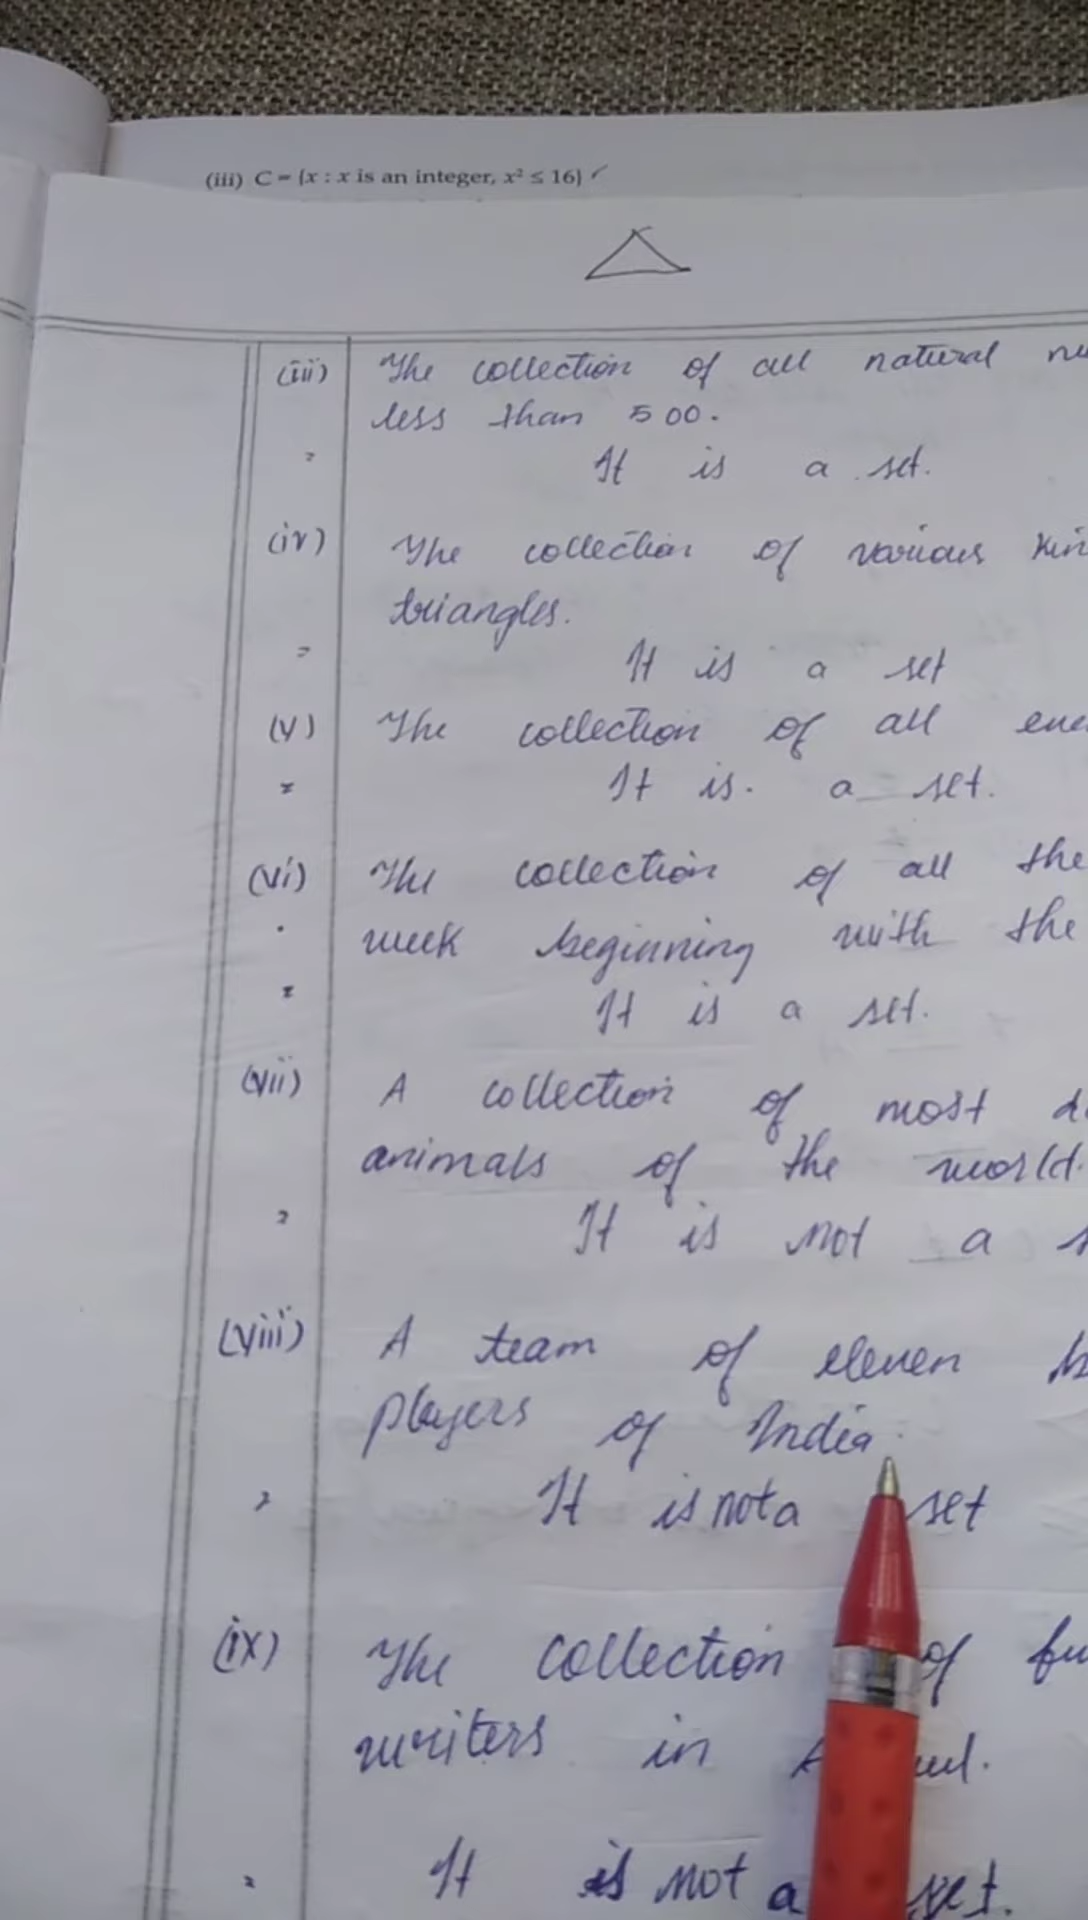 (iii) C = {x : x is an integer, x² ≤ 16}
(iii) The collection of all natural
less than 500.
It is a set.
(iv) The collection of various
triangles.
It is a set
(v) The collection of all
It is. a set.
(vi) The collection of all the
week beginning with the
It is a set.
(vii) A collection of most
animals of the world.
It is not a
(viii) A team of eleven
players of India.
It is not a set
(ix) The collection of
writers in
It is not a set.